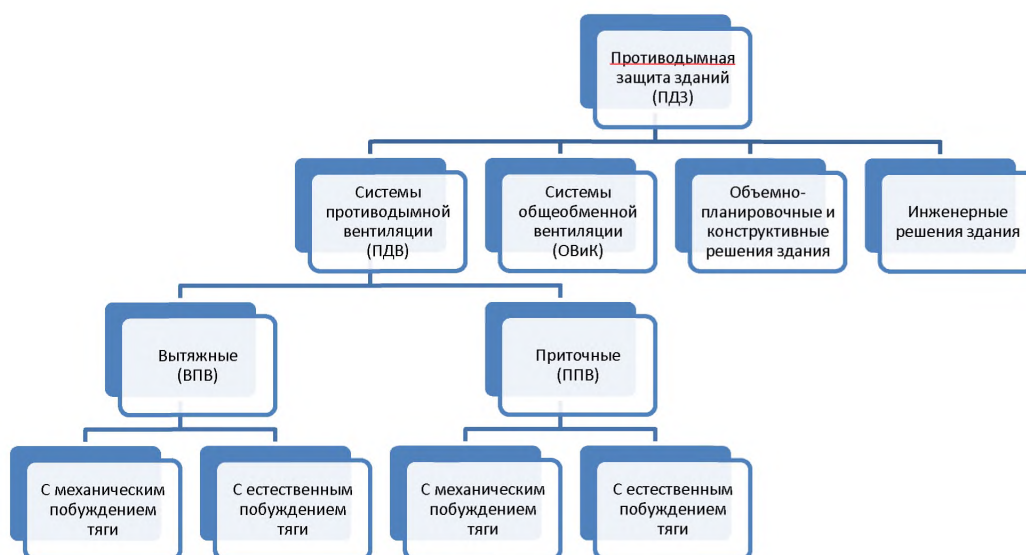 Противодымная
защита зданий
(ПДЗ)
Системы
противодымной
вентиляции
(ПДВ)
Системы
общеобменной
вентиляции
(ОВиК)
Объемно-
планировочные и
конструктивные
решения здания
Инженерные
решения здания
Вытяжные
(ВПВ)
Приточные
(ППВ)
С механическим
побуждением
тяги
С естественным
побуждением
тяги
С механическим
побуждением
тяги
С естественным
побуждением
тяги